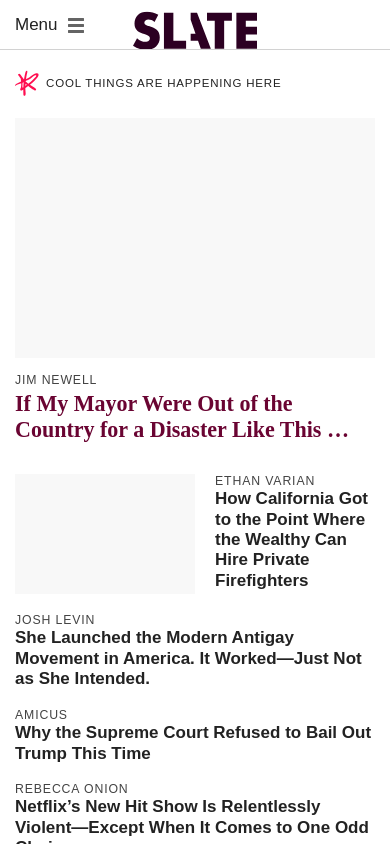 Menu
SLATE
COOL THINGS ARE HAPPENING HERE
JIM NEWELL
If My Mayor Were Out of the
Country for a Disaster Like This …
ETHAN VARIAN
How California Got
to the Point Where
the Wealthy Can
Hire Private
Firefighters
JOSH LEVIN
She Launched the Modern Antigay
Movement in America. It Worked—Just Not
as She Intended.
AMICUS
Why the Supreme Court Refused to Bail Out
Trump This Time
REBECCA ONION
Netflix’s New Hit Show Is Relentlessly
Violent—Except When It Comes to One Odd